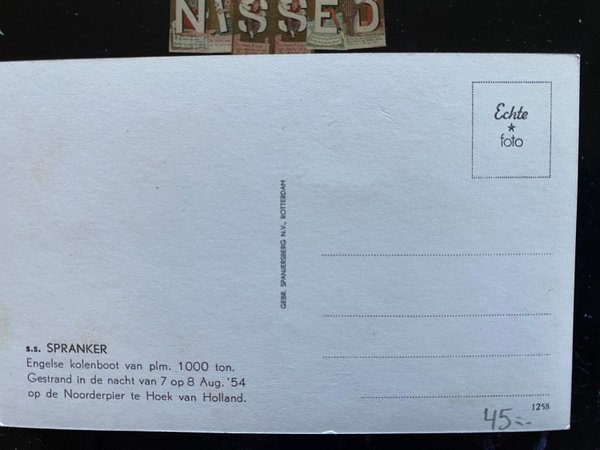 NISSED
Echte
foto
GEBR. SPANJERSBERG N.V., ROTTERDAM
s.s. SPRANKER
Engelse kolenboot van plm. 1000 ton.
Gestrand in de nacht van 7 op 8 Aug. '54
op de Noorderpier te Hoek van Holland.
1258
45=-